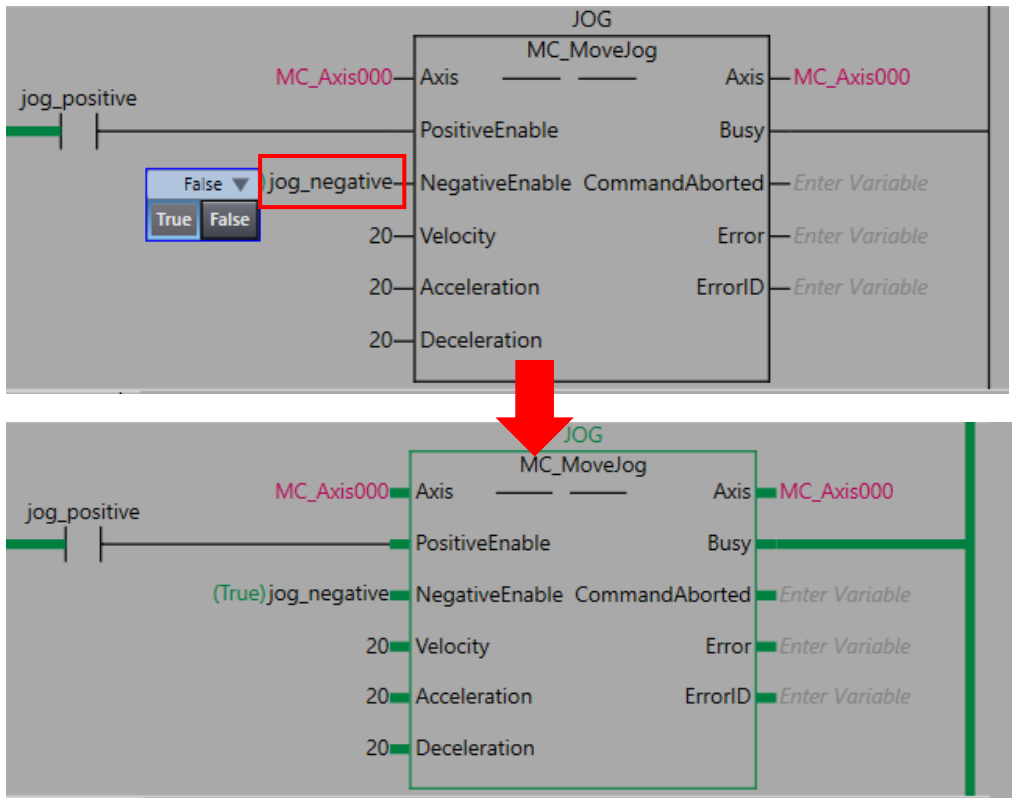 JOG
MC_MoveJog
MC_Axis000 Axis Axis MC_Axis000
jog_positive
PositiveEnable Busy
False ▼ )jog_negative NegativeEnable CommandAborted Enter Variable
True False
20 Velocity Error Enter Variable
20 Acceleration ErrorID Enter Variable
20 Deceleration
JOG
MC_MoveJog
MC_Axis000 Axis Axis MC_Axis000
jog_positive
PositiveEnable Busy
(True)jog_negative NegativeEnable CommandAborted Enter Variable
20 Velocity Error Enter Variable
20 Acceleration ErrorID Enter Variable
20 Deceleration